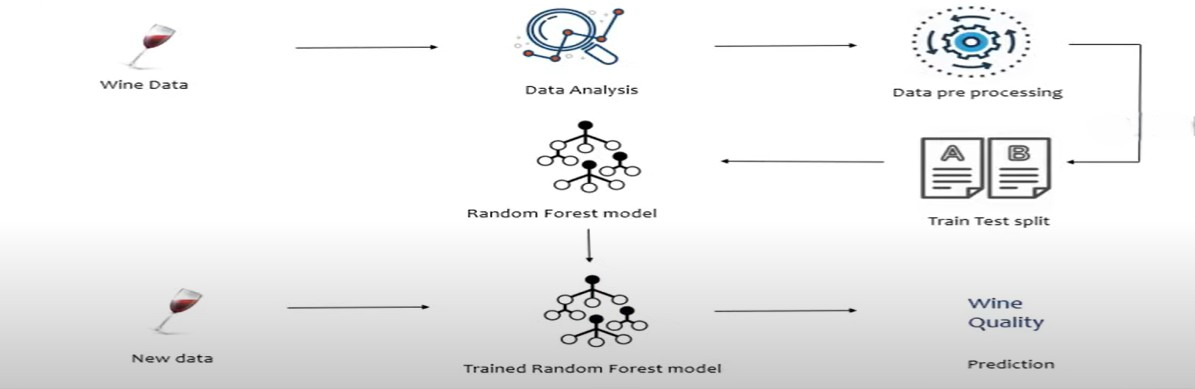 Wine Data
Data Analysis
Data pre processing
A B
Random Forest model
Train Test split
New data
Trained Random Forest model
Wine
Quality
Prediction